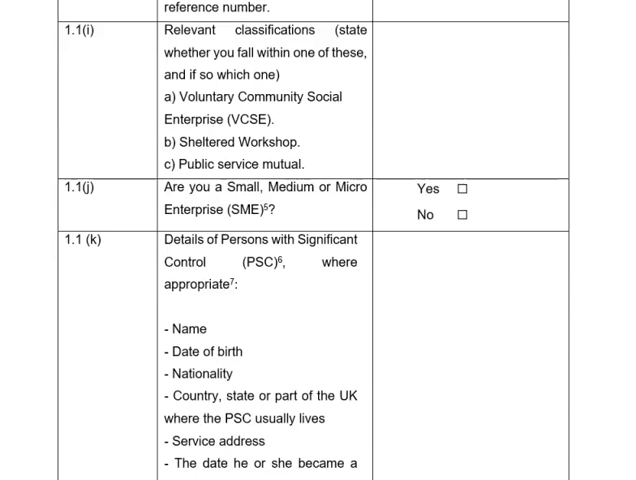 reference number.
1.1(i)
Relevant classifications (state
whether you fall within one of these,
and if so which one)
a) Voluntary Community Social
Enterprise (VCSE).
b) Sheltered Workshop.
c) Public service mutual.
1.1(j)
Are you a Small, Medium or Micro
Enterprise (SME)⁵?
Yes ☐
No ☐
1.1 (k)
Details of Persons with Significant
Control (PSC)⁶, where
appropriate⁷:
- Name
- Date of birth
- Nationality
- Country, state or part of the UK
where the PSC usually lives
- Service address
- The date he or she became a